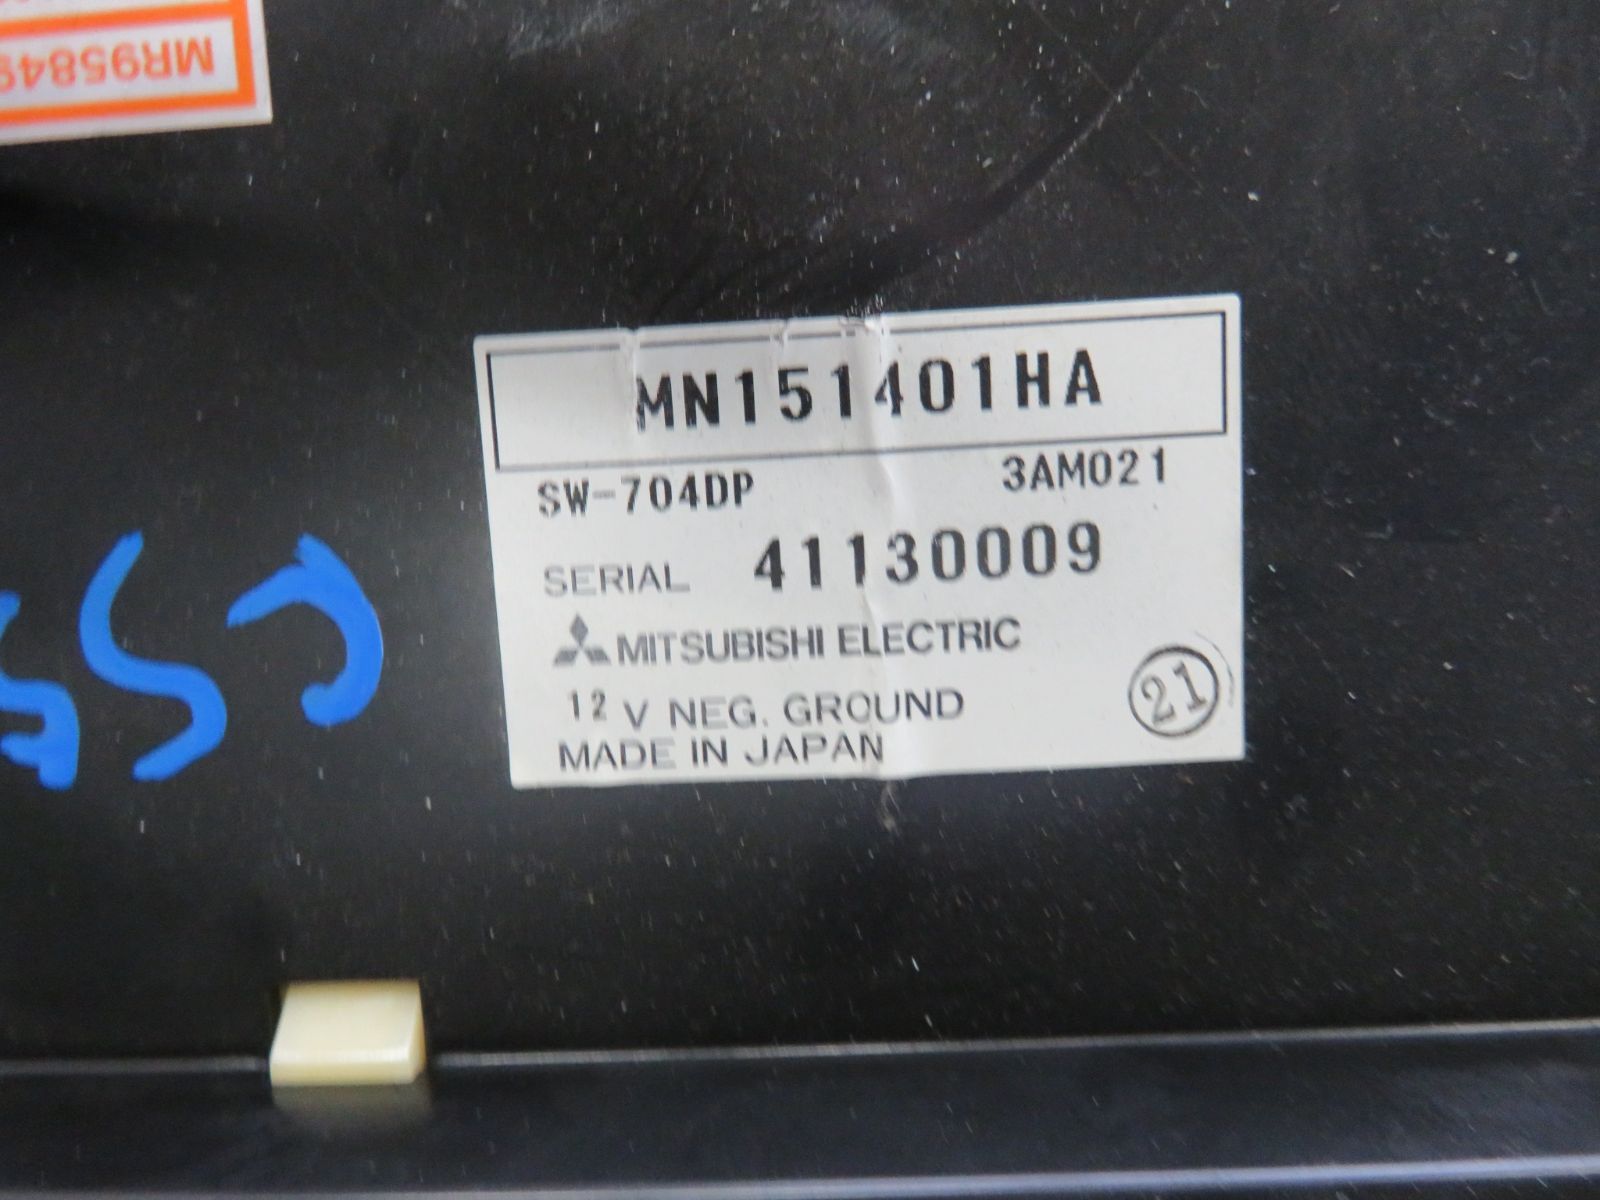 MR95849
MN151401HA
SW-704DP 3AM021
SERIAL 41130009
MITSUBISHI ELECTRIC
12 V NEG. GROUND
MADE IN JAPAN
21